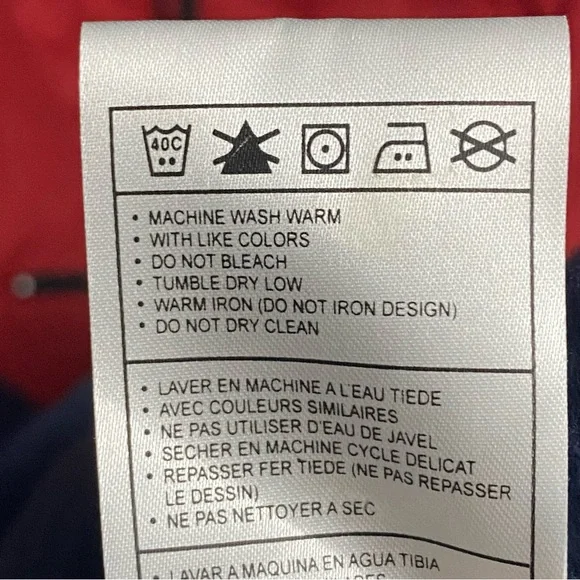 40C
• MACHINE WASH WARM
• WITH LIKE COLORS
• DO NOT BLEACH
• TUMBLE DRY LOW
• WARM IRON (DO NOT IRON DESIGN)
• DO NOT DRY CLEAN
• LAVER EN MACHINE A L'EAU TIEDE
• AVEC COULEURS SIMILAIRES
• NE PAS UTILISER D'EAU DE JAVEL
• SECHER EN MACHINE CYCLE DELICAT
• REPASSER FER TIEDE (NE PAS REPASSER
LE DESSIN)
• NE PAS NETTOYER A SEC
• LAVAR A MAQUINA EN AGUA TIBIA